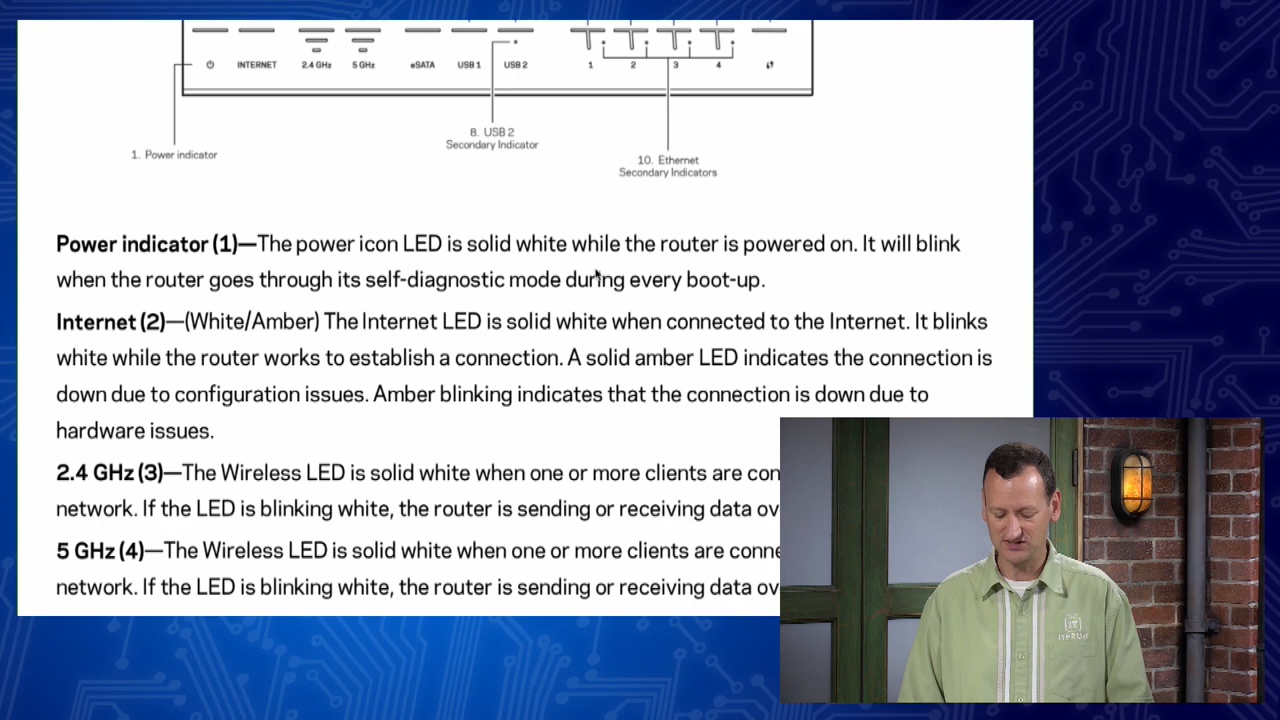 INTERNET 2.4 GHz 5 GHz eSATA USB 1 USB 2 1 2 3 4
8. USB 2
Secondary Indicator
1. Power indicator
10. Ethernet
Secondary Indicators
Power indicator (1)—The power icon LED is solid white while the router is powered on. It will blink
when the router goes through its self-diagnostic mode during every boot-up.
Internet (2)—(White/Amber) The Internet LED is solid white when connected to the Internet. It blinks
white while the router works to establish a connection. A solid amber LED indicates the connection is
down due to configuration issues. Amber blinking indicates that the connection is down due to
hardware issues.
2.4 GHz (3)—The Wireless LED is solid white when one or more clients are con
network. If the LED is blinking white, the router is sending or receiving data ov
5 GHz (4)—The Wireless LED is solid white when one or more clients are conne
network. If the LED is blinking white, the router is sending or receiving data ov